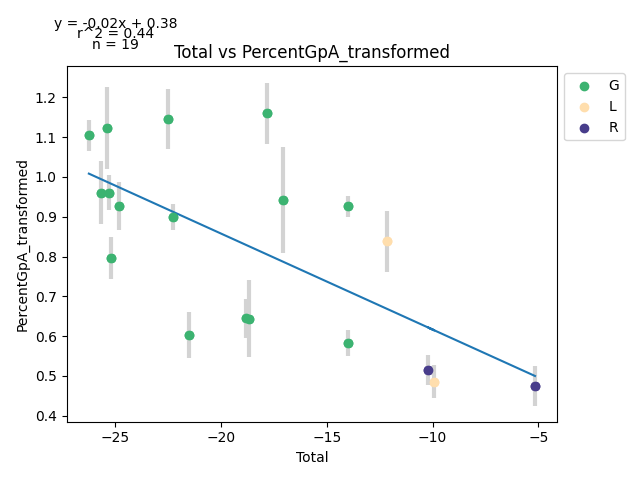 y = -0.02x + 0.38
r^2 = 0.44
n = 19
Total vs PercentGpA_transformed
G
L
R
PercentGpA_transformed
1.2
1.1
1.0
0.9
0.8
0.7
0.6
0.5
0.4
−25
−20
−15
−10
−5
Total